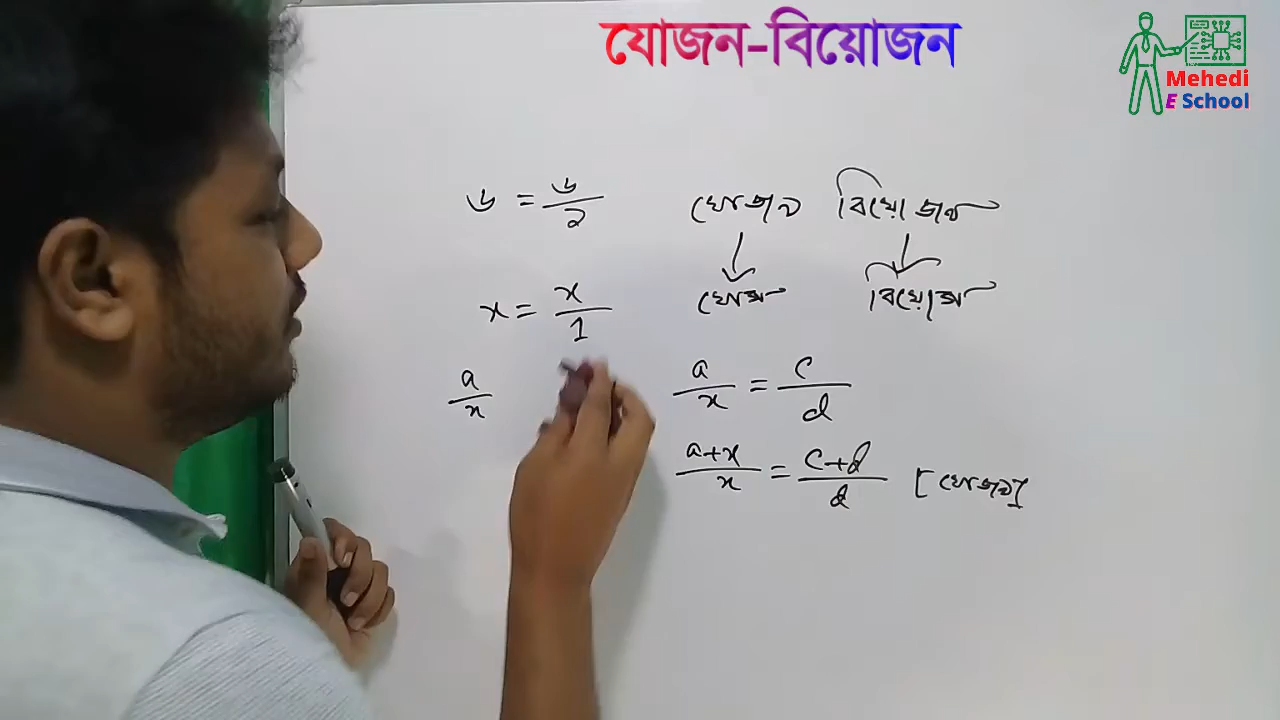 যোজন-বিয়োজন
Mehedi
E School
৬ = ৬/১
যোজন বিয়োজন
x = x/1
যোগ বিয়োগ
a/x
a/x = c/d
a+x/x = c+d/d [যোজন]